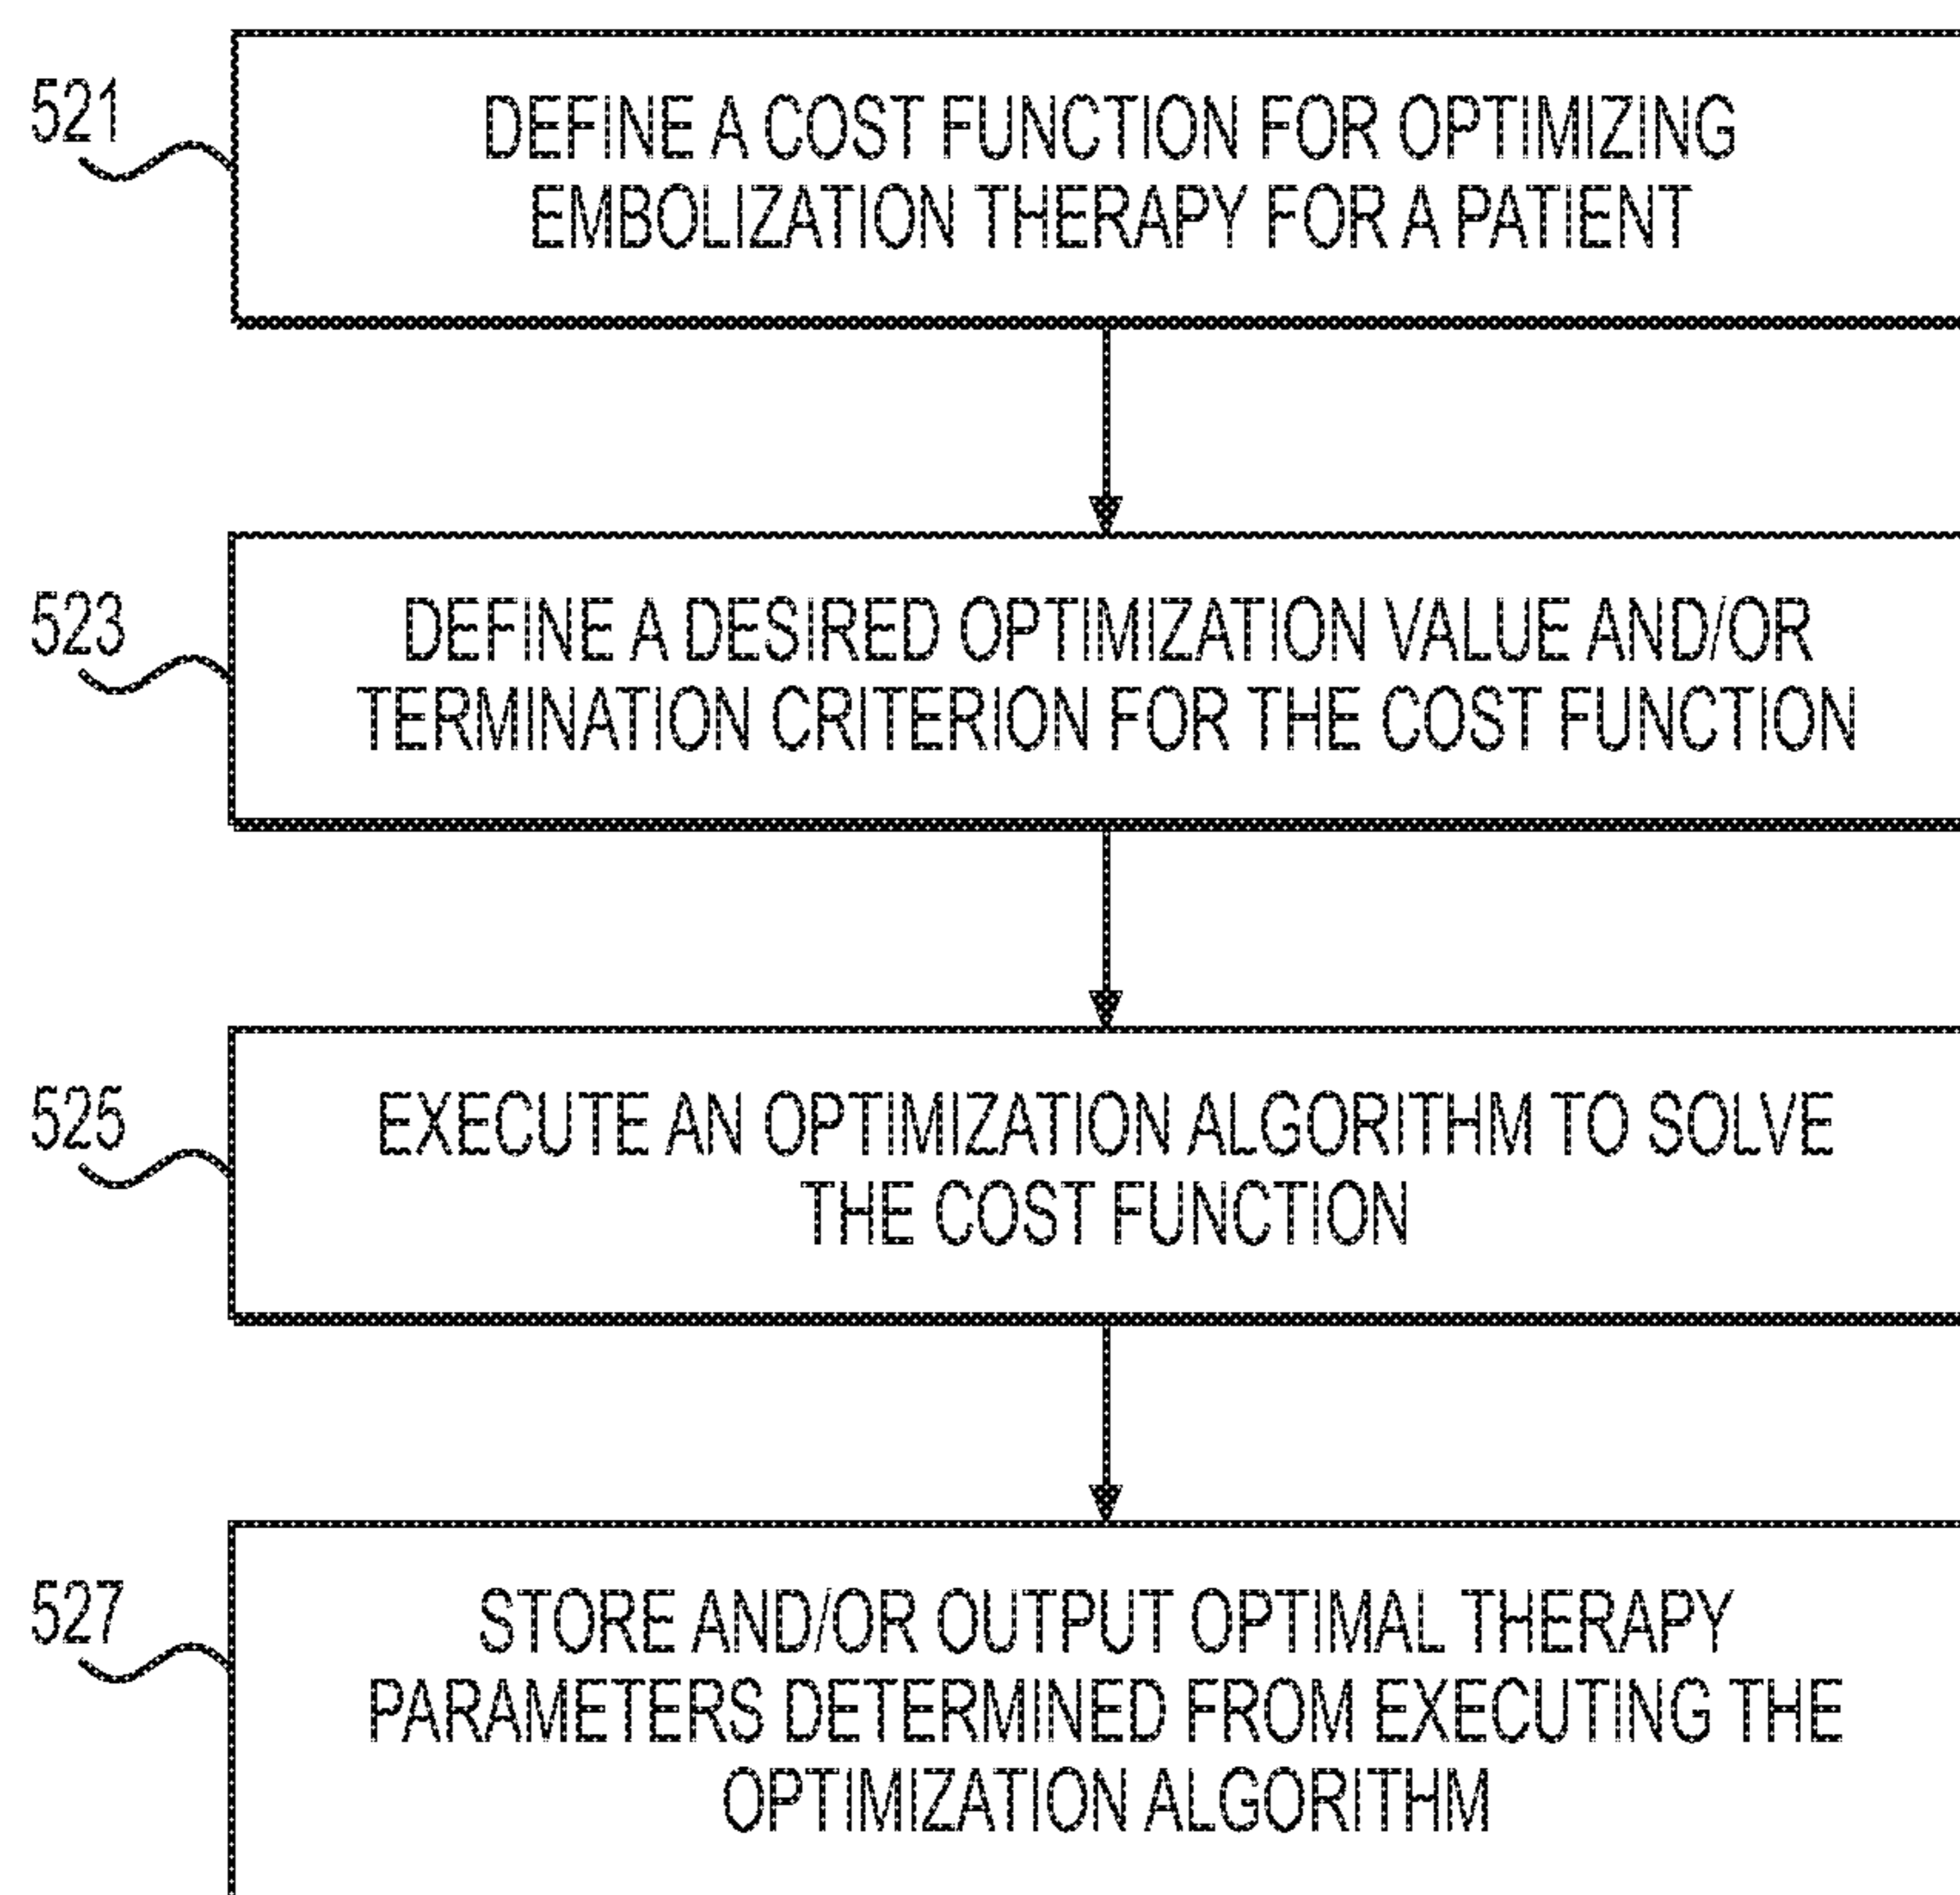 521
DEFINE A COST FUNCTION FOR OPTIMIZING
EMBOLIZATION THERAPY FOR A PATIENT
523
DEFINE A DESIRED OPTIMIZATION VALUE AND/OR
TERMINATION CRITERION FOR THE COST FUNCTION
525
EXECUTE AN OPTIMIZATION ALGORITHM TO SOLVE
THE COST FUNCTION
527
STORE AND/OR OUTPUT OPTIMAL THERAPY
PARAMETERS DETERMINED FROM EXECUTING THE
OPTIMIZATION ALGORITHM